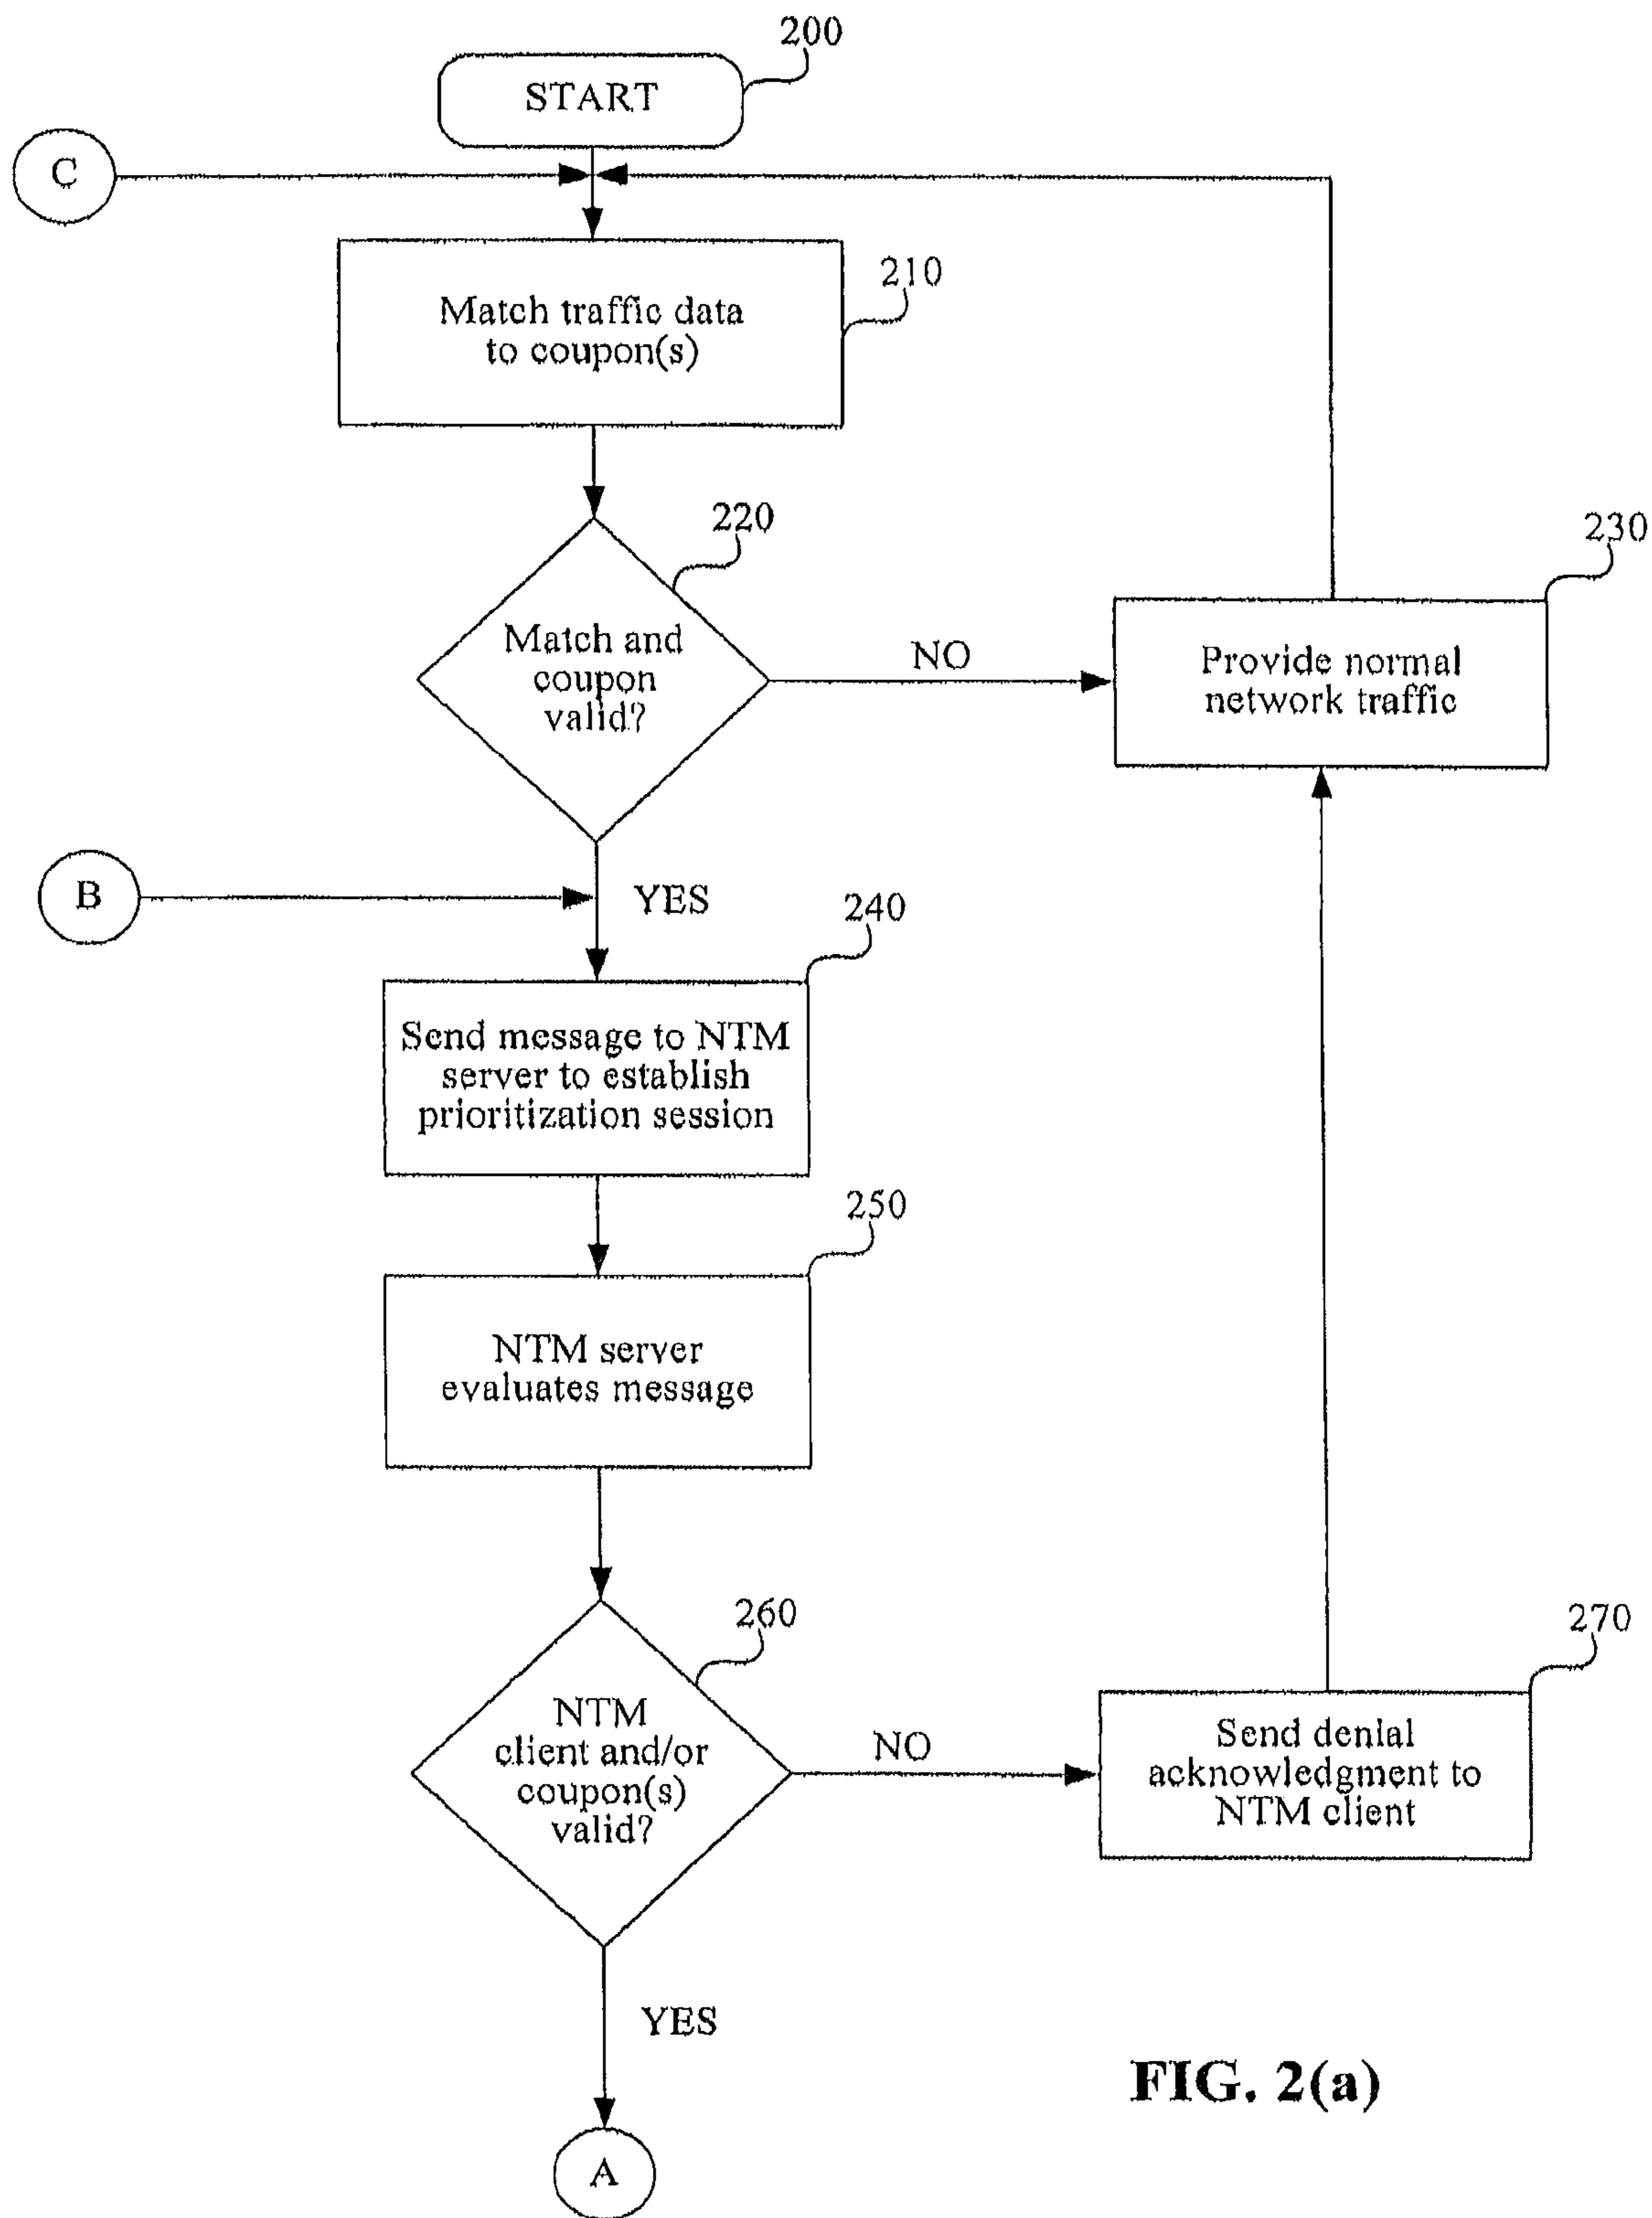 200
START
C
210
Match traffic data
to coupon(s)
220
Match and
coupon
valid?
NO
230
Provide normal
network traffic
B
YES
240
Send message to NTM
server to establish
prioritization session
250
NTM server
evaluates message
260
NTM
client and/or
coupon(s)
valid?
NO
270
Send denial
acknowledgment to
NTM client
YES
FIG. 2(a)
A